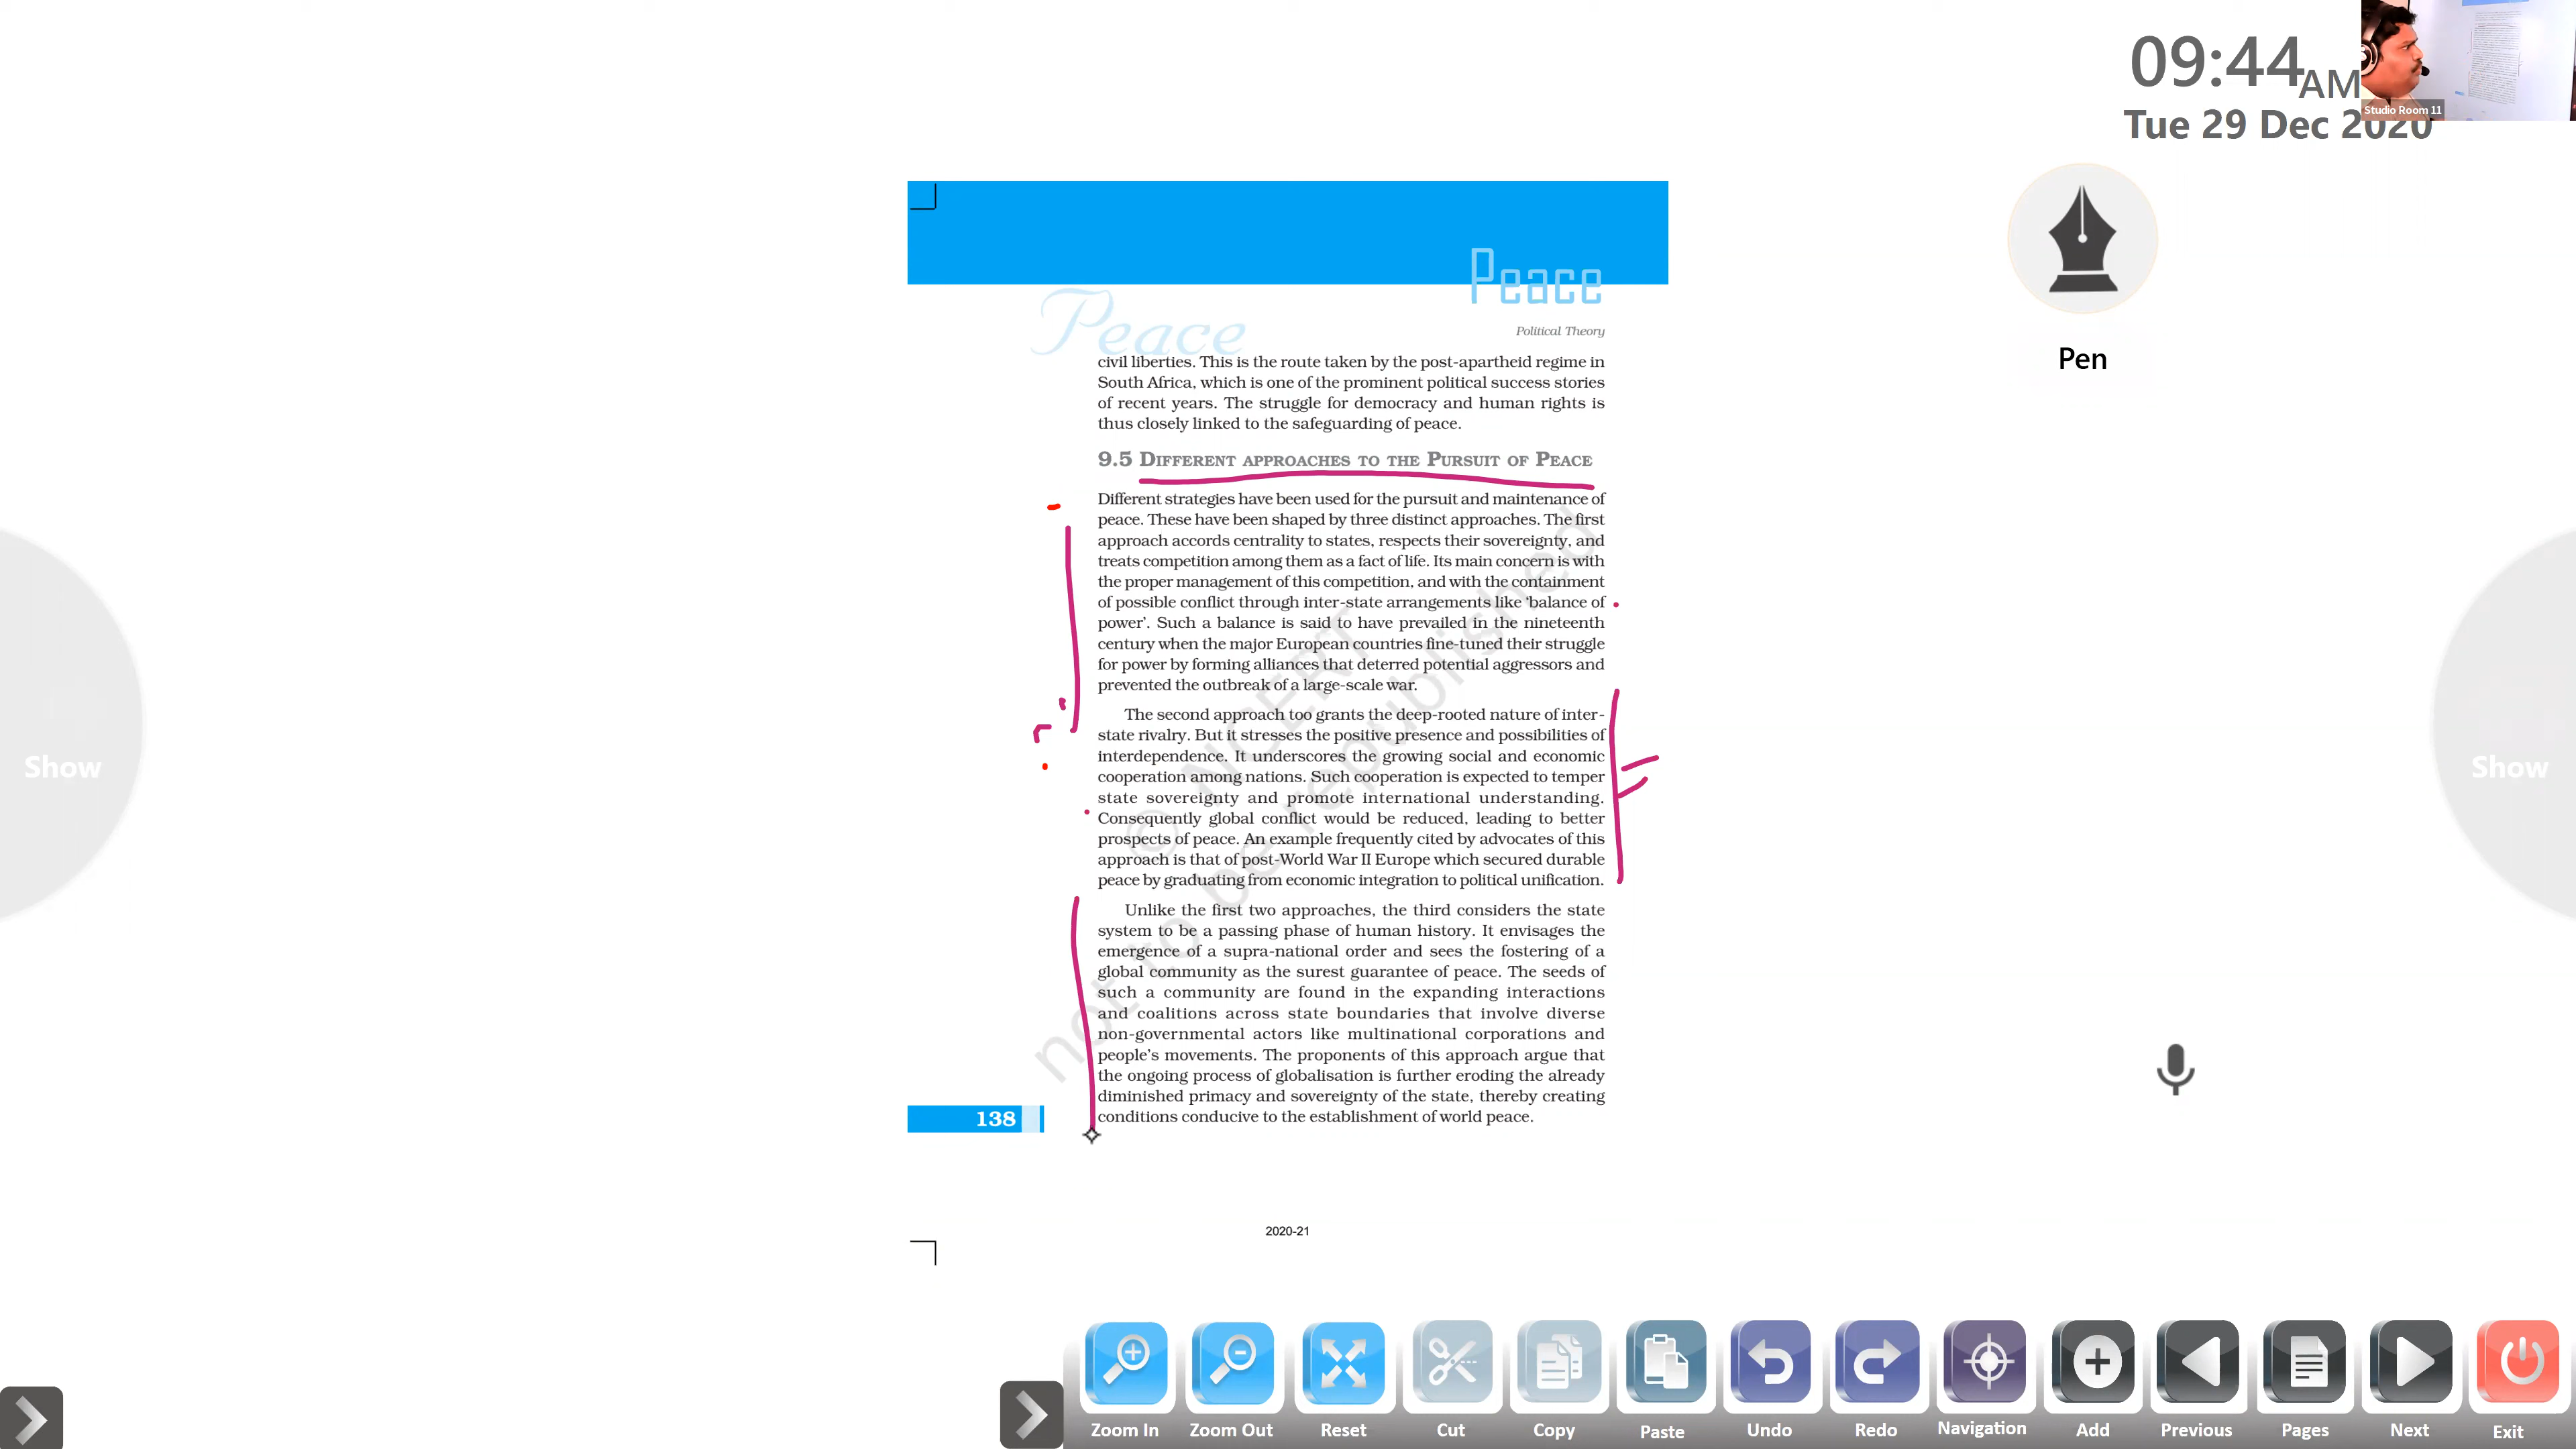 09:44 AM
Studio Room 11
Tue 29 Dec 2020
Pen
Peace
Peace
Political Theory
civil liberties. This is the route taken by the post-apartheid regime in
South Africa, which is one of the prominent political success stories
of recent years. The struggle for democracy and human rights is
thus closely linked to the safeguarding of peace.
9.5 DIFFERENT APPROACHES TO THE PURSUIT OF PEACE
Different strategies have been used for the pursuit and maintenance of
peace. These have been shaped by three distinct approaches. The first
approach accords centrality to states, respects their sovereignty, and
treats competition among them as a fact of life. Its main concern is with
the proper management of this competition, and with the containment
of possible conflict through inter-state arrangements like ‘balance of
power’. Such a balance is said to have prevailed in the nineteenth
century when the major European countries fine-tuned their struggle
for power by forming alliances that deterred potential aggressors and
prevented the outbreak of a large-scale war.
The second approach too grants the deep-rooted nature of inter-
state rivalry. But it stresses the positive presence and possibilities of
interdependence. It underscores the growing social and economic
cooperation among nations. Such cooperation is expected to temper
state sovereignty and promote international understanding.
Consequently global conflict would be reduced, leading to better
prospects of peace. An example frequently cited by advocates of this
approach is that of post-World War II Europe which secured durable
peace by graduating from economic integration to political unification.
Unlike the first two approaches, the third considers the state
system to be a passing phase of human history. It envisages the
emergence of a supra-national order and sees the fostering of a
global community as the surest guarantee of peace. The seeds of
such a community are found in the expanding interactions
and coalitions across state boundaries that involve diverse
non-governmental actors like multinational corporations and
people’s movements. The proponents of this approach argue that
the ongoing process of globalisation is further eroding the already
diminished primacy and sovereignty of the state, thereby creating
conditions conducive to the establishment of world peace.
© NCERT
not to be republished
138
2020-21
Show
Show
Zoom In
Zoom Out
Reset
Cut
Copy
Paste
Undo
Redo
Navigation
Add
Previous
Pages
Next
Exit